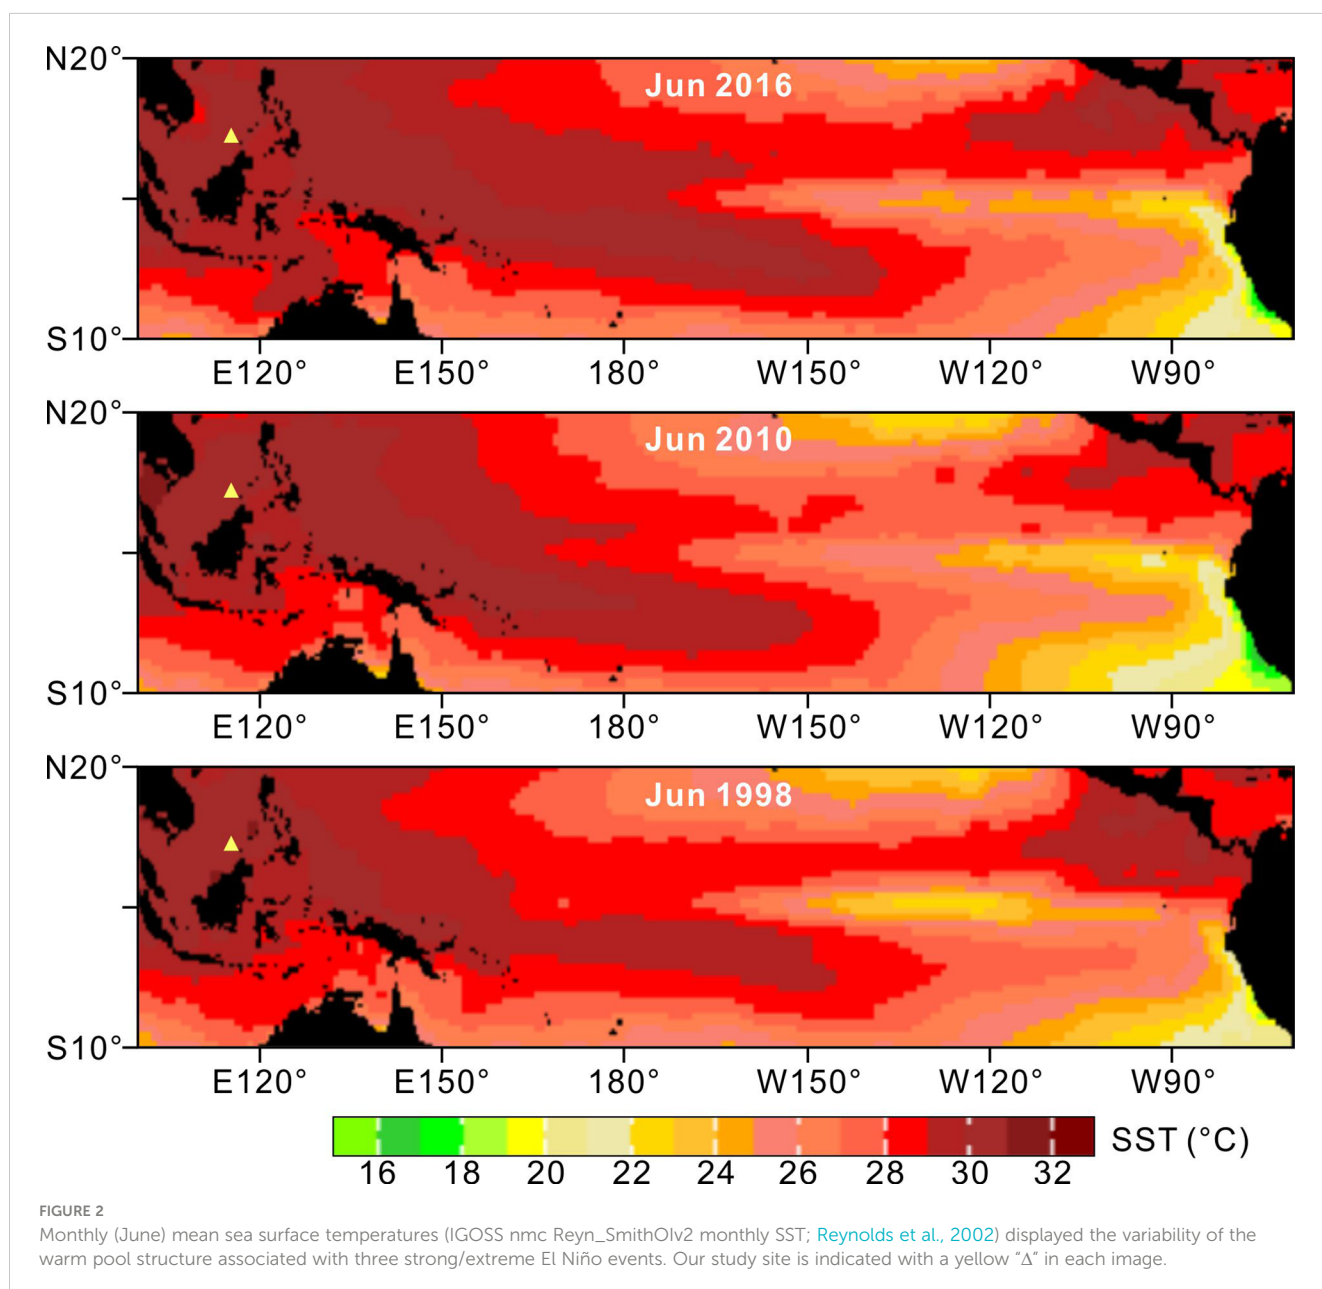 N20°
Jun 2016
S10°
E120° E150° 180° W150° W120° W90°
N20°
Jun 2010
S10°
E120° E150° 180° W150° W120° W90°
N20°
Jun 1998
S10°
E120° E150° 180° W150° W120° W90°
SST (°C)
16 18 20 22 24 26 28 30 32
FIGURE 2
Monthly (June) mean sea surface temperatures (IGOSS nmc Reyn_SmithOIv2 monthly SST; Reynolds et al., 2002) displayed the variability of the
warm pool structure associated with three strong/extreme El Niño events. Our study site is indicated with a yellow “Δ” in each image.